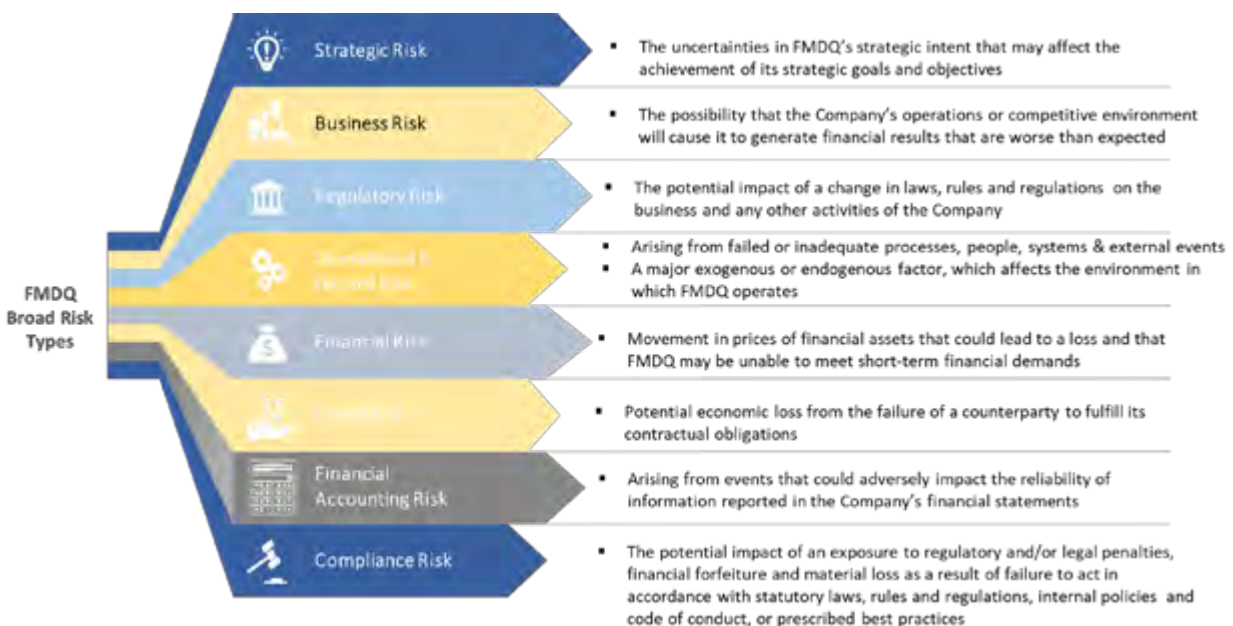 FMDQ
Broad Risk
Types
Strategic Risk
▪ The uncertainties in FMDQ's strategic intent that may affect the
achievement of its strategic goals and objectives
Business Risk
▪ The possibility that the Company's operations or competitive environment
will cause it to generate financial results that are worse than expected
Regulatory Risk
▪ The potential impact of a change in laws, rules and regulations on the
business and any other activities of the Company
▪ Arising from failed or inadequate processes, people, systems & external events
▪ A major exogenous or endogenous factor, which affects the environment in
which FMDQ operates
Financial Risk
▪ Movement in prices of financial assets that could lead to a loss and that
FMDQ may be unable to meet short-term financial demands
▪ Potential economic loss from the failure of a counterparty to fulfill its
contractual obligations
Financial
Accounting Risk
▪ Arising from events that could adversely impact the reliability of
information reported in the Company's financial statements
Compliance Risk
▪ The potential impact of an exposure to regulatory and/or legal penalties,
financial forfeiture and material loss as a result of failure to act in
accordance with statutory laws, rules and regulations, internal policies and
code of conduct, or prescribed best practices